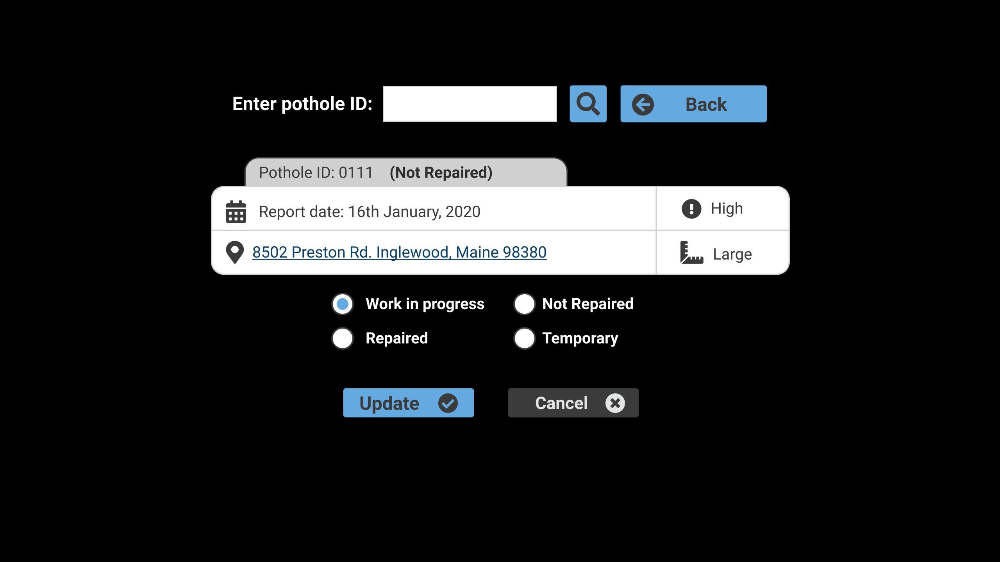 Enter pothole ID:
Back
Pothole ID: 0111 (Not Repaired)
Report date: 16th January, 2020
High
8502 Preston Rd. Inglewood, Maine 98380
Large
Work in progress
Not Repaired
Repaired
Temporary
Update
Cancel